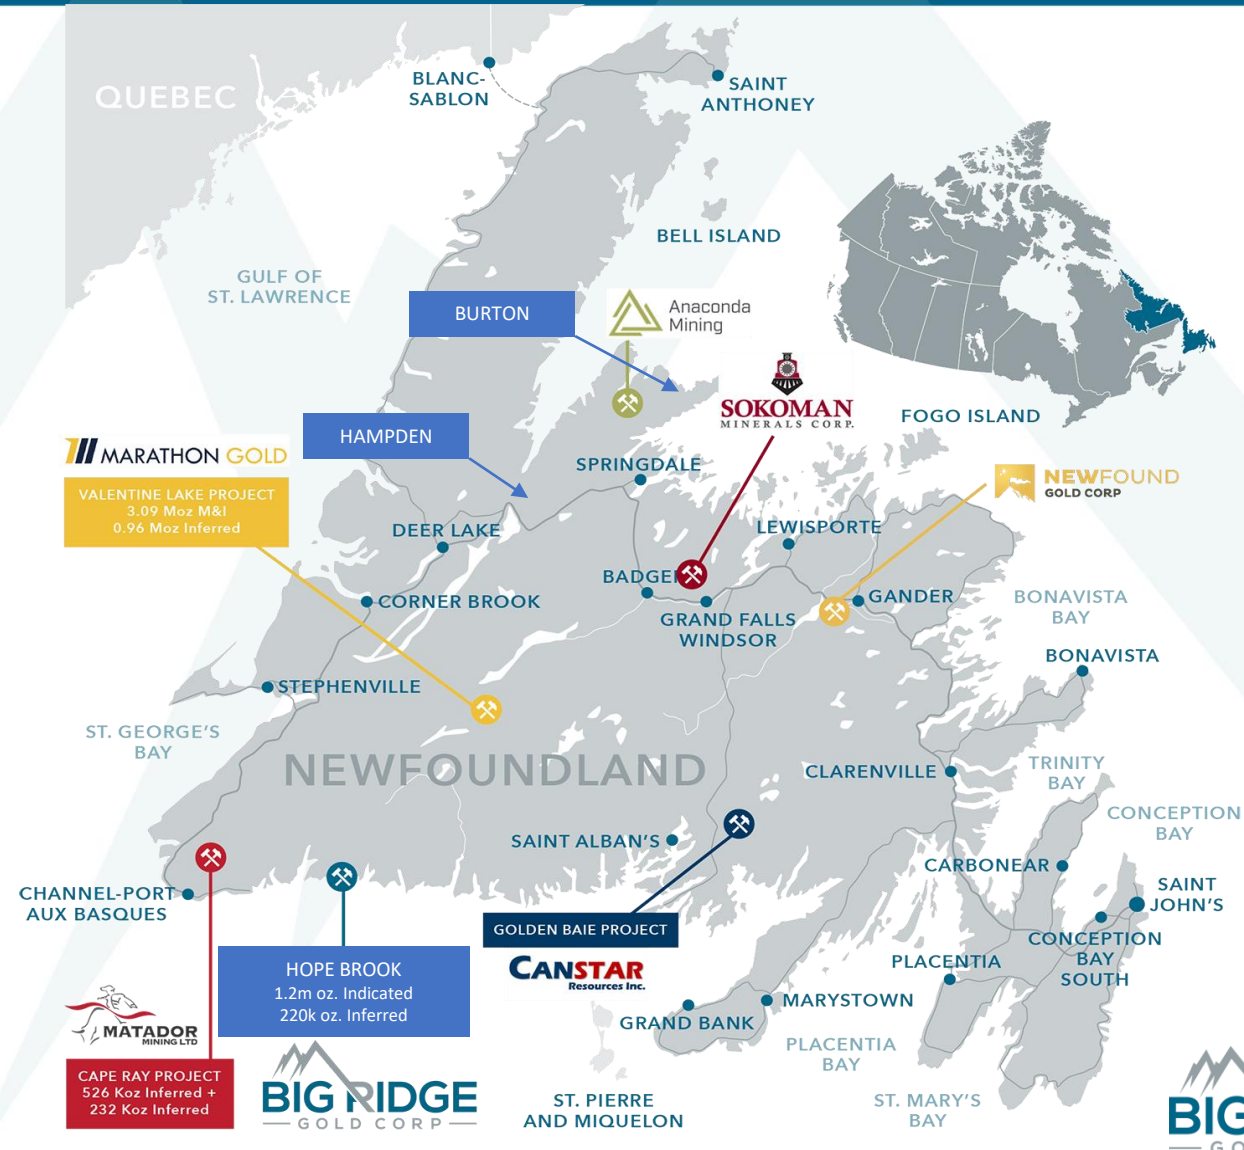 QUEBEC
BLANC-
SABLON
SAINT
ANTHONEY
BELL ISLAND
GULF OF
ST. LAWRENCE
BURTON
Anaconda
Mining
HAMPDEN
SOKOMAN
MINERALS CORP.
FOGO ISLAND
MARATHON GOLD
VALENTINE LAKE PROJECT
3.09 Moz M&I
0.96 Moz Inferred
SPRINGDALE
NEWFOUND
GOLD CORP
DEER LAKE
LEWISPORTE
BADGE
CORNER BROOK
GRAND FALLS
WINDSOR
GANDER
BONAVISTA
BAY
BONAVISTA
STEPHENVILLE
ST. GEORGE'S
BAY
NEWFOUNDLAND
CLARENVILLE
TRINITY
BAY
CONCEPTION
BAY
SAINT ALBAN'S
CARBONEAR
CHANNEL-PORT
AUX BASQUES
SAINT
JOHN'S
GOLDEN BAIE PROJECT
CANSTAR
Resources Inc.
CONCEPTION
BAY
SOUTH
PLACENTIA
HOPE BROOK
1.2m oz. Indicated
220k oz. Inferred
MARYSTOWN
GRAND BANK
MATADOR
MINING LTD
PLACENTIA
BAY
CAPE RAY PROJECT
526 Koz Inferred +
232 Koz Inferred
BIG RIDGE
GOLD CORP
ST. PIERRE
AND MIQUELON
ST. MARY'S
BAY
BIG